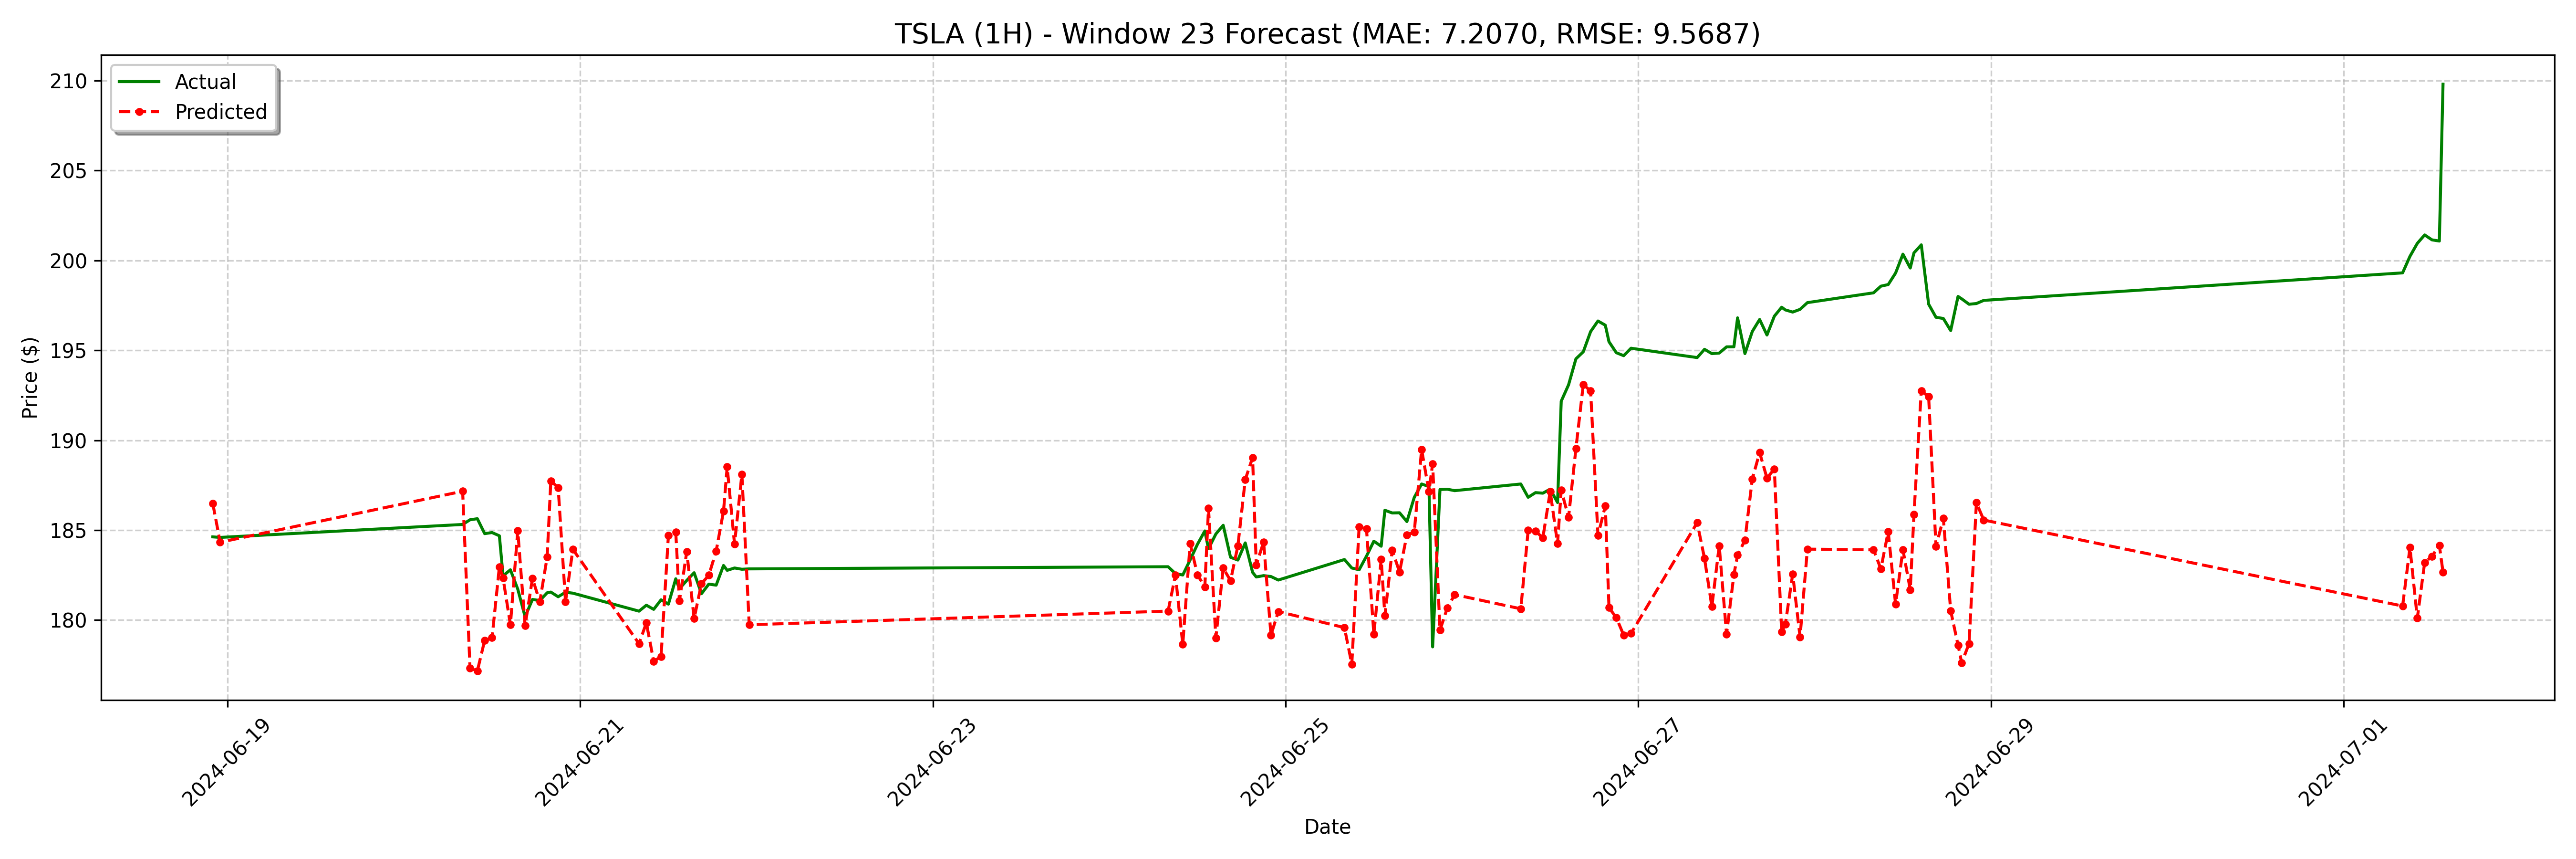 TSLA (1H) - Window 23 Forecast (MAE: 7.2070, RMSE: 9.5687)
Actual
Predicted
Price ($)
210
205
200
195
190
185
180
2024-06-19
2024-06-21
2024-06-23
2024-06-25
2024-06-27
2024-06-29
2024-07-01
Date